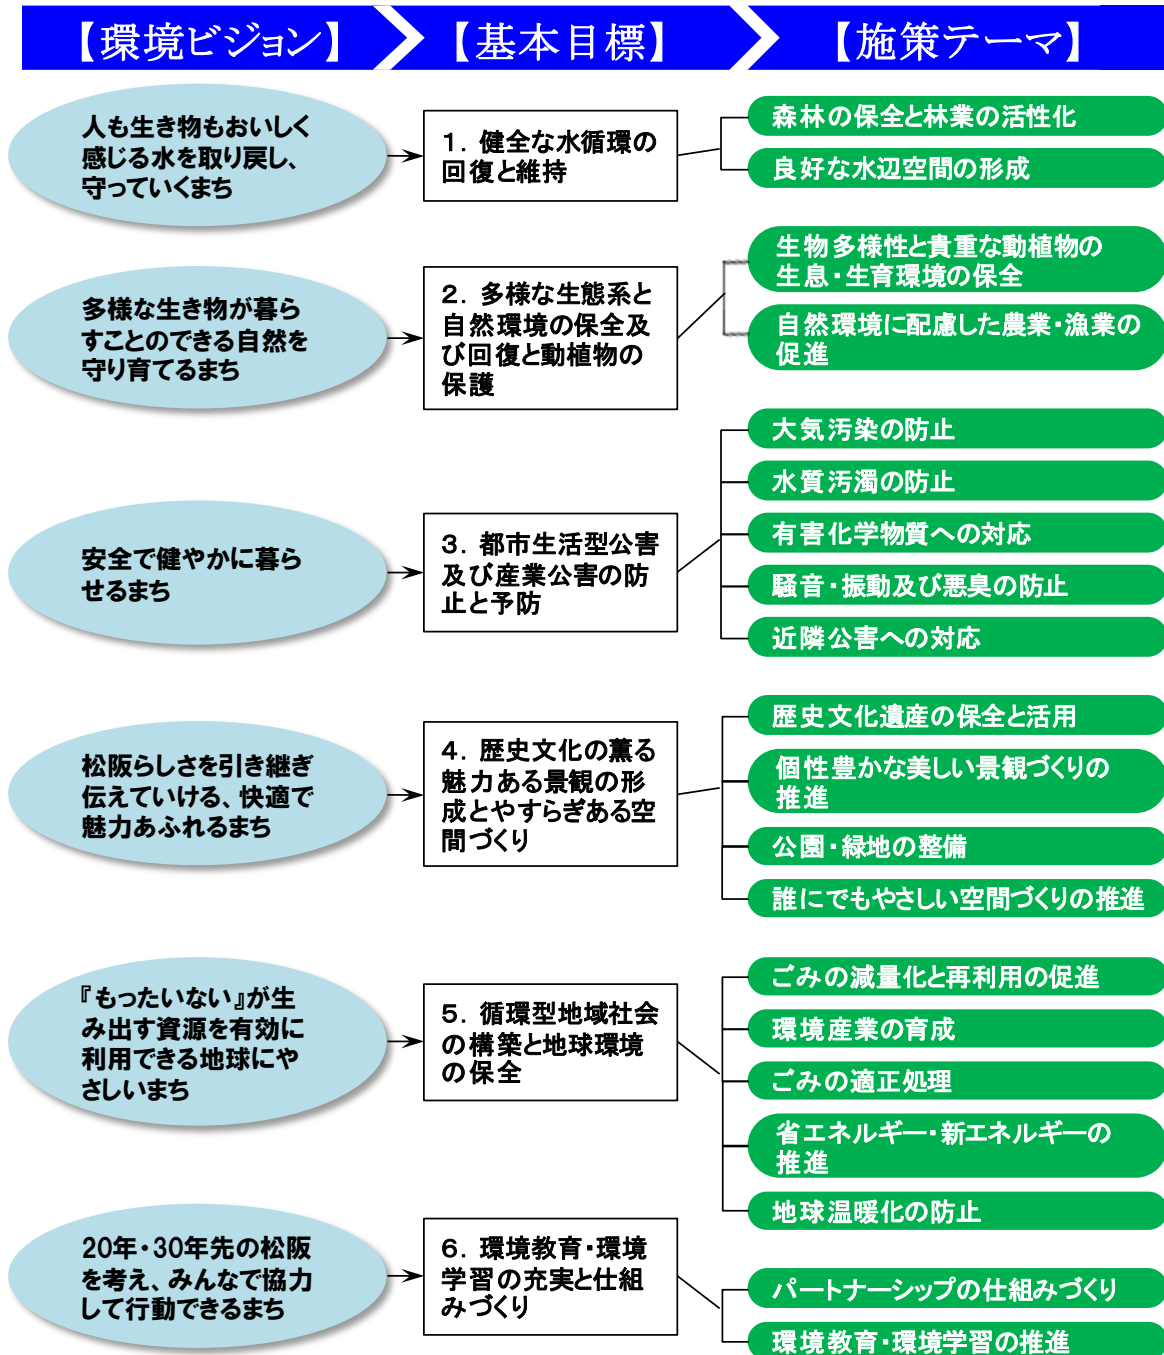 【環境ビジョン】
【基本目標】
【施策テーマ】
人も生き物もおいしく
感じる水を取り戻し、
守っていくまち
1．健全な水循環の
回復と維持
森林の保全と林業の活性化
良好な水辺空間の形成
多様な生き物が暮ら
すことのできる自然を
守り育てるまち
2．多様な生態系と
自然環境の保全及
び回復と動植物の
保護
生物多様性と貴重な動植物の
生息・生育環境の保全
自然環境に配慮した農業・漁業の
促進
安全で健やかに暮ら
せるまち
3．都市生活型公害
及び産業公害の防
止と予防
大気汚染の防止
水質汚濁の防止
有害化学物質への対応
騒音・振動及び悪臭の防止
近隣公害への対応
松阪らしさを引き継ぎ
伝えていける、快適で
魅力あふれるまち
4．歴史文化の薫る
魅力ある景観の形
成とやすらぎある空
間づくり
歴史文化遺産の保全と活用
個性豊かな美しい景観づくりの
推進
公園・緑地の整備
誰にでもやさしい空間づくりの推進
『もったいない』が生
み出す資源を有効に
利用できる地球にや
さしいまち
5．循環型地域社会
の構築と地球環境
の保全
ごみの減量化と再利用の促進
環境産業の育成
ごみの適正処理
省エネルギー・新エネルギーの
推進
地球温暖化の防止
20年・30年先の松阪
を考え、みんなで協力
して行動できるまち
6．環境教育・環境
学習の充実と仕組
みづくり
パートナーシップの仕組みづくり
環境教育・環境学習の推進